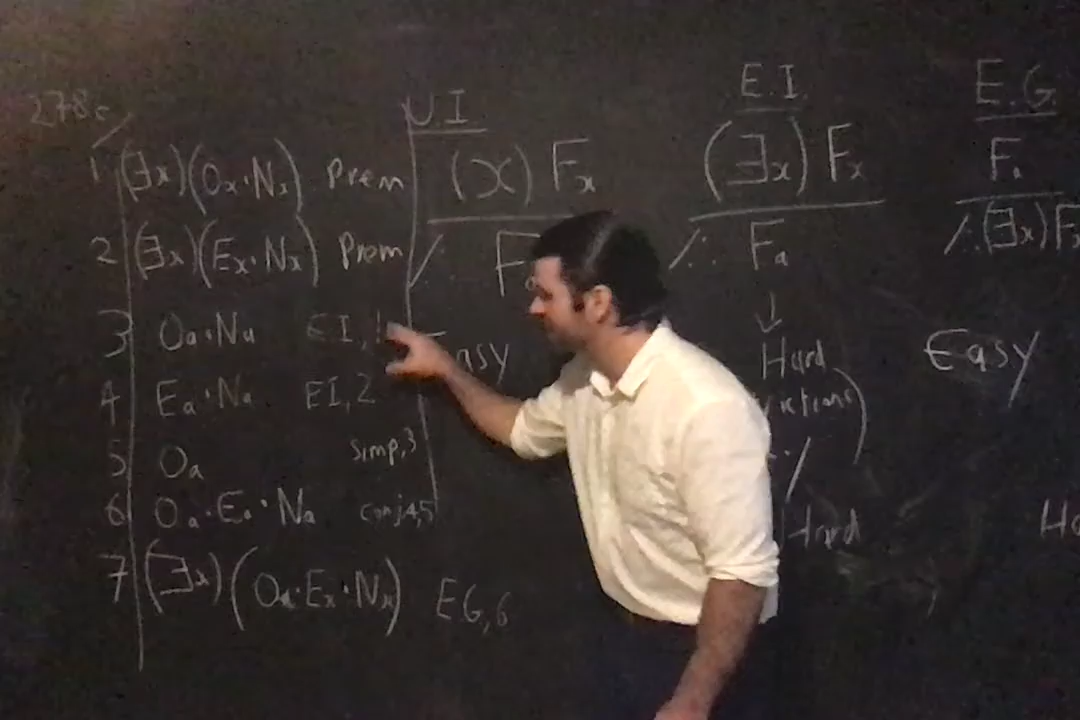 278c
1 (∃x)(Ox·Nx) Prem
2 (∃x)(Ex·Nx) Prem
3 Oa·Na EI, 1
4 Ea·Na EI, 2
5 Oa Simp, 3
6 Oa·Ea·Na conj 4,5
7 (∃x)(Ox·Ex·Nx) EG, 6
U I
(x) Fx
∴
E.I.
(∃x) Fx
∴ Fa
↓
Hard
Hard
E.G.
Fa
∴ (∃x)Fx
Easy